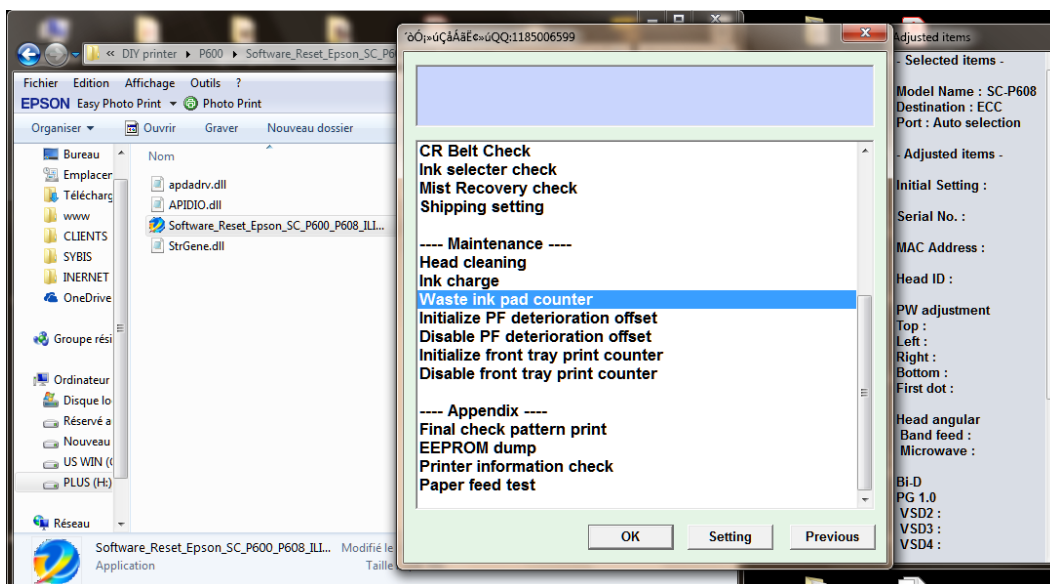 « DIY printer ▸ P600 ▸ Software_Reset_Epson_SC_P6
Fichier Edition Affichage Outils ?
EPSON Easy Photo Print Photo Print
Organiser Ouvrir Graver Nouveau dossier
Bureau
Emplacer
Télécharg
www
CLIENTS
SYBIS
INERNET
OneDrive
Groupe rési
Ordinateur
Disque lo
Réservé a
Nouveau
US WIN (
PLUS (H:)
Réseau
Nom
apdadrv.dll
APIDIO.dll
Software_Reset_Epson_SC_P600_P608_ILI...
StrGene.dll
Software_Reset_Epson_SC_P600_P608_ILI... Modifié le
Application Taille
´òÓ¡»úÇåÁãË¢»úQQ:1185006599
CR Belt Check
Ink selecter check
Mist Recovery check
Shipping setting
---- Maintenance ----
Head cleaning
Ink charge
Waste ink pad counter
Initialize PF deterioration offset
Disable PF deterioration offset
Initialize front tray print counter
Disable front tray print counter
---- Appendix ----
Final check pattern print
EEPROM dump
Printer information check
Paper feed test
OK Setting Previous
Adjusted items
- Selected items -
Model Name : SC-P608
Destination : ECC
Port : Auto selection
- Adjusted items -
Initial Setting :
Serial No. :
MAC Address :
Head ID :
PW adjustment
Top :
Left :
Right :
Bottom :
First dot :
Head angular
Band feed :
Microwave :
Bi-D
PG 1.0
VSD2 :
VSD3 :
VSD4 :